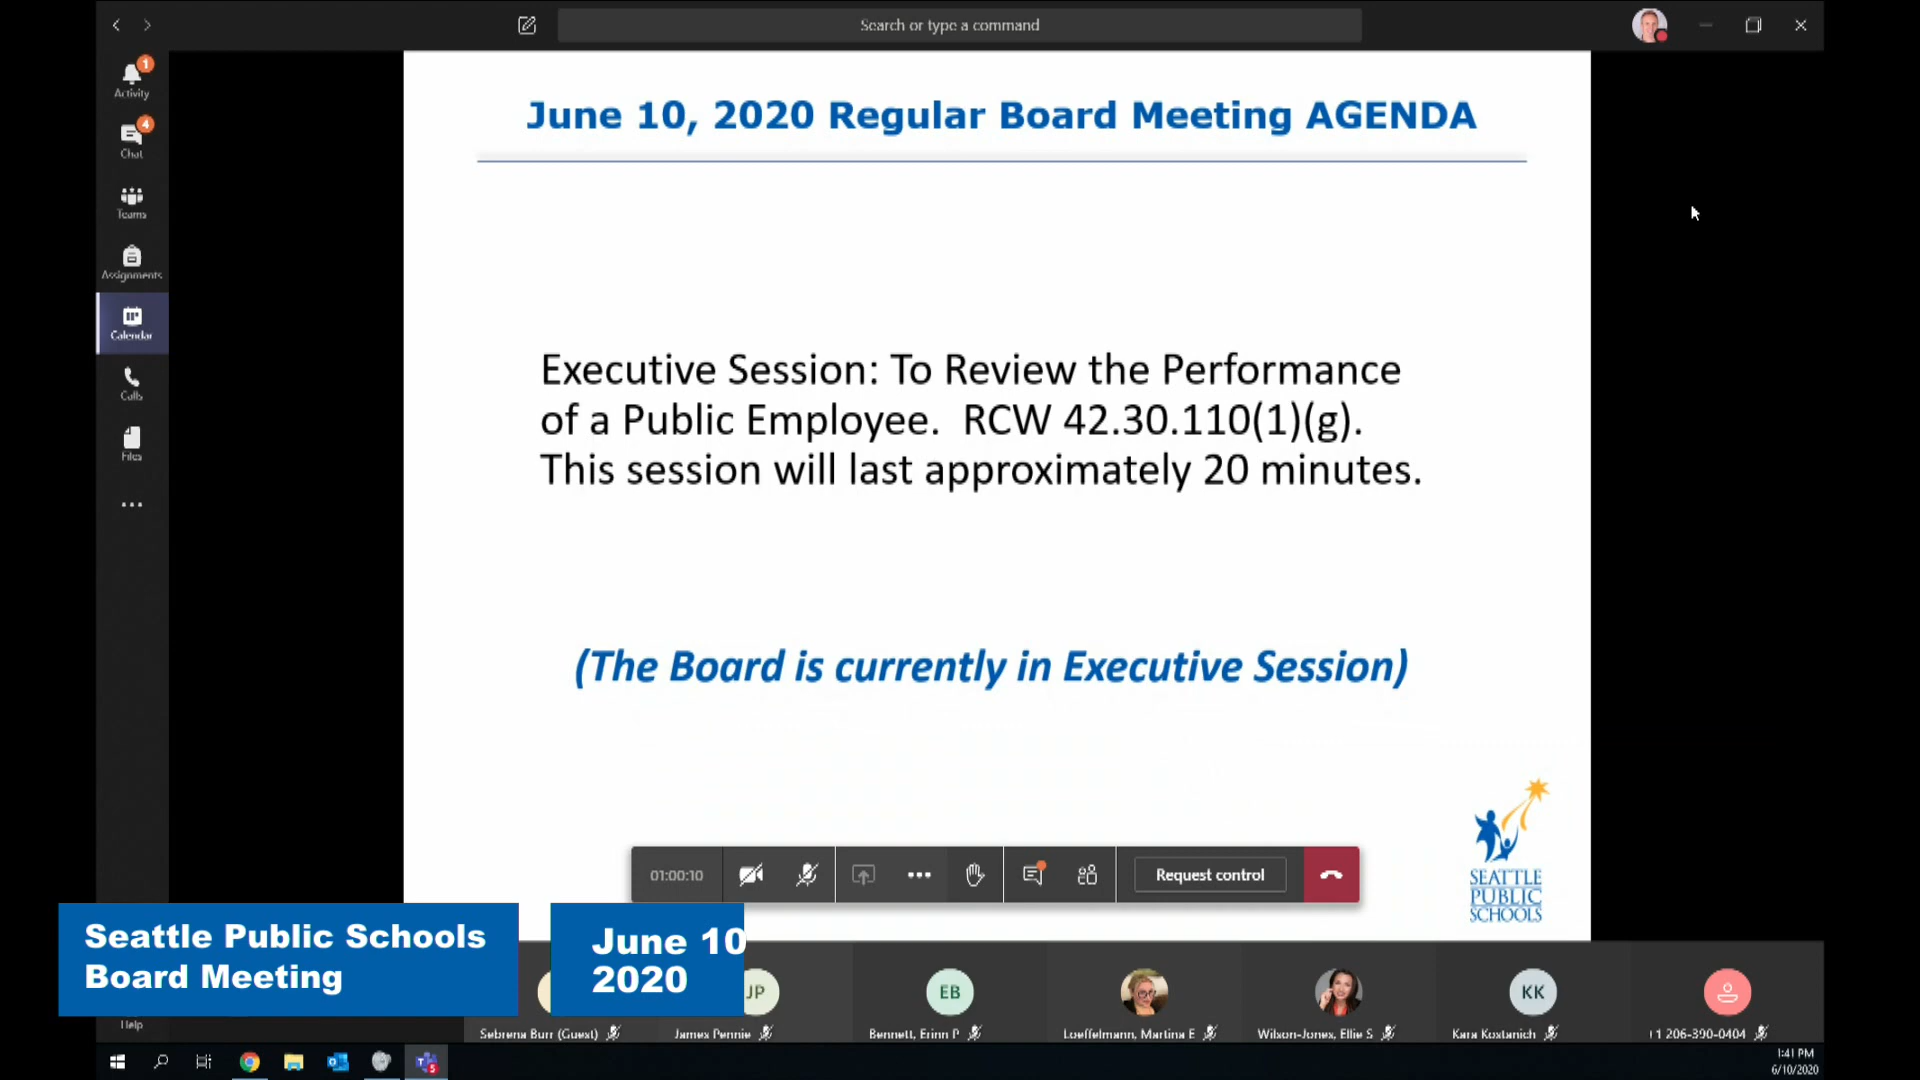 Search or type a command
1
Activity
4
Chat
Teams
Assignments
Calendar
Calls
Files
June 10, 2020 Regular Board Meeting AGENDA
Executive Session: To Review the Performance
of a Public Employee. RCW 42.30.110(1)(g).
This session will last approximately 20 minutes.
(The Board is currently in Executive Session)
SEATTLE
PUBLIC
SCHOOLS
01:00:10
Request control
Seattle Public Schools
Board Meeting
June 10
2020
JP
EB
KK
Help
Sebrena Burr (Guest)
James Pennie
Bennett, Erinn P
Loeffelmann, Martina E
Wilson-Jones, Ellie S
Kara Kostanich
+1 206-390-0404
5
1:41 PM
6/10/2020